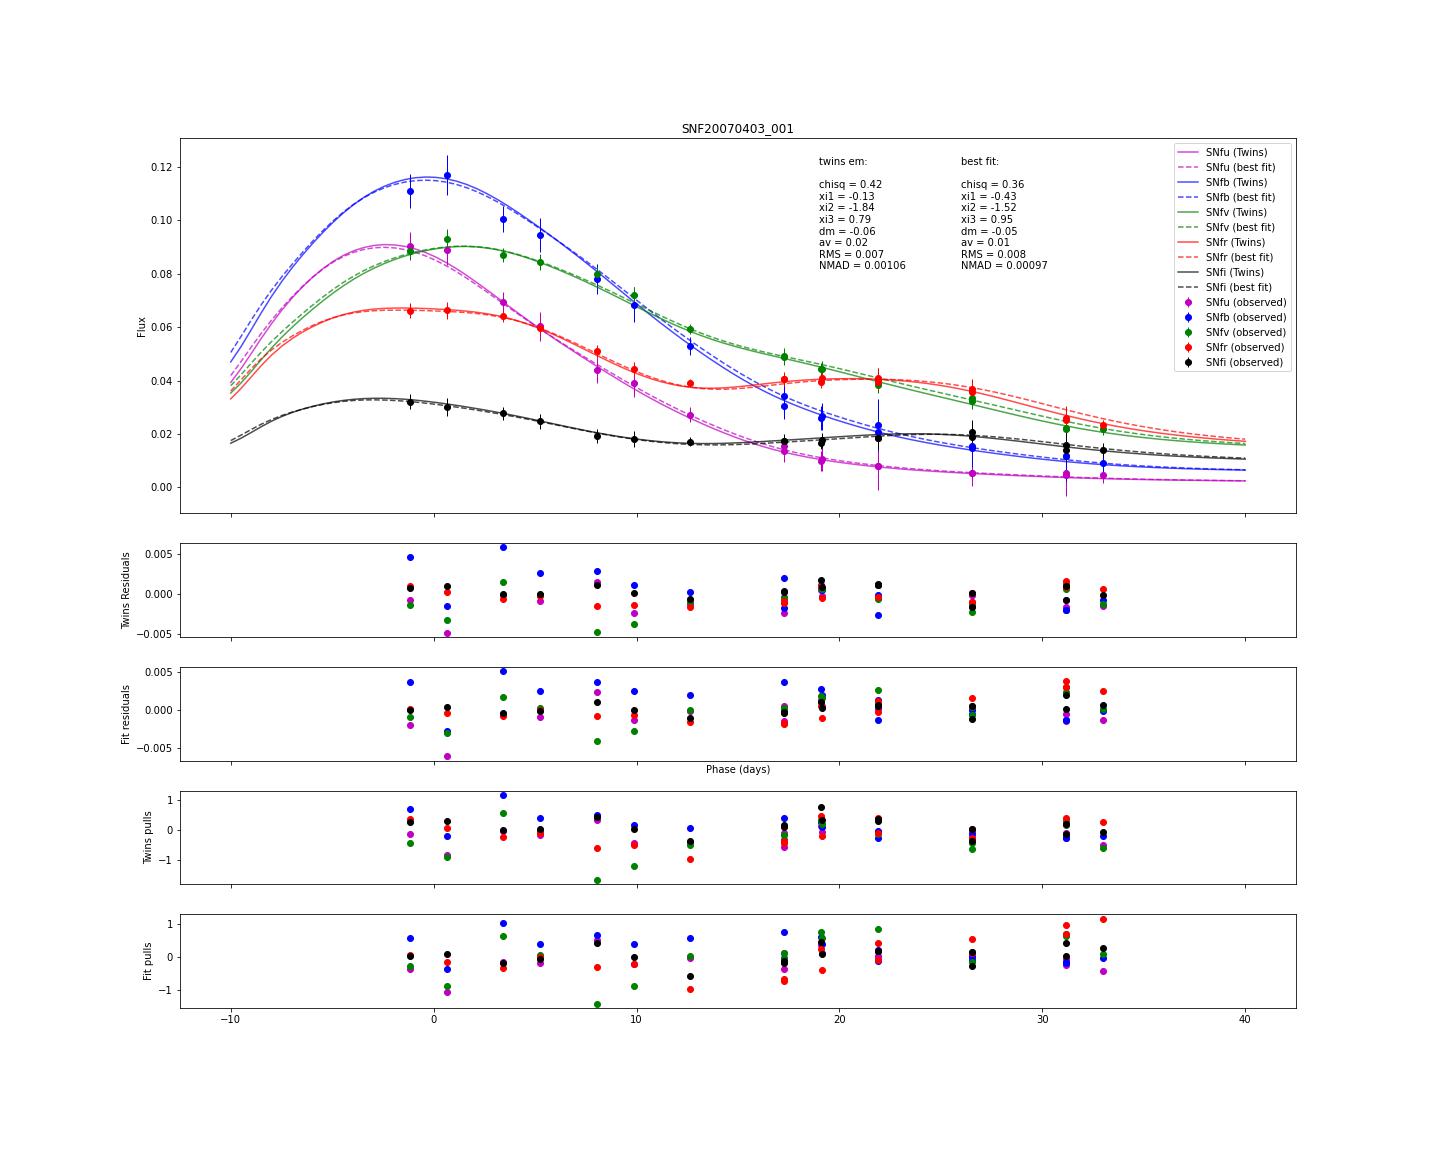 SNF20070403_001
Flux
0.12
0.10
0.08
0.06
0.04
0.02
0.00
twins em:
chisq = 0.42
xi1 = -0.13
xi2 = -1.84
xi3 = 0.79
dm = -0.06
av = 0.02
RMS = 0.007
NMAD = 0.00106
best fit:
chisq = 0.36
xi1 = -0.43
xi2 = -1.52
xi3 = 0.95
dm = -0.05
av = 0.01
RMS = 0.008
NMAD = 0.00097
SNfu (Twins)
SNfu (best fit)
SNfb (Twins)
SNfb (best fit)
SNfv (Twins)
SNfv (best fit)
SNfr (Twins)
SNfr (best fit)
SNfi (Twins)
SNfi (best fit)
SNfu (observed)
SNfb (observed)
SNfv (observed)
SNfr (observed)
SNfi (observed)
Twins Residuals
0.005
0.000
−0.005
Fit residuals
0.005
0.000
−0.005
Phase (days)
Twins pulls
1
0
−1
Fit pulls
1
0
−1
−10 0 10 20 30 40